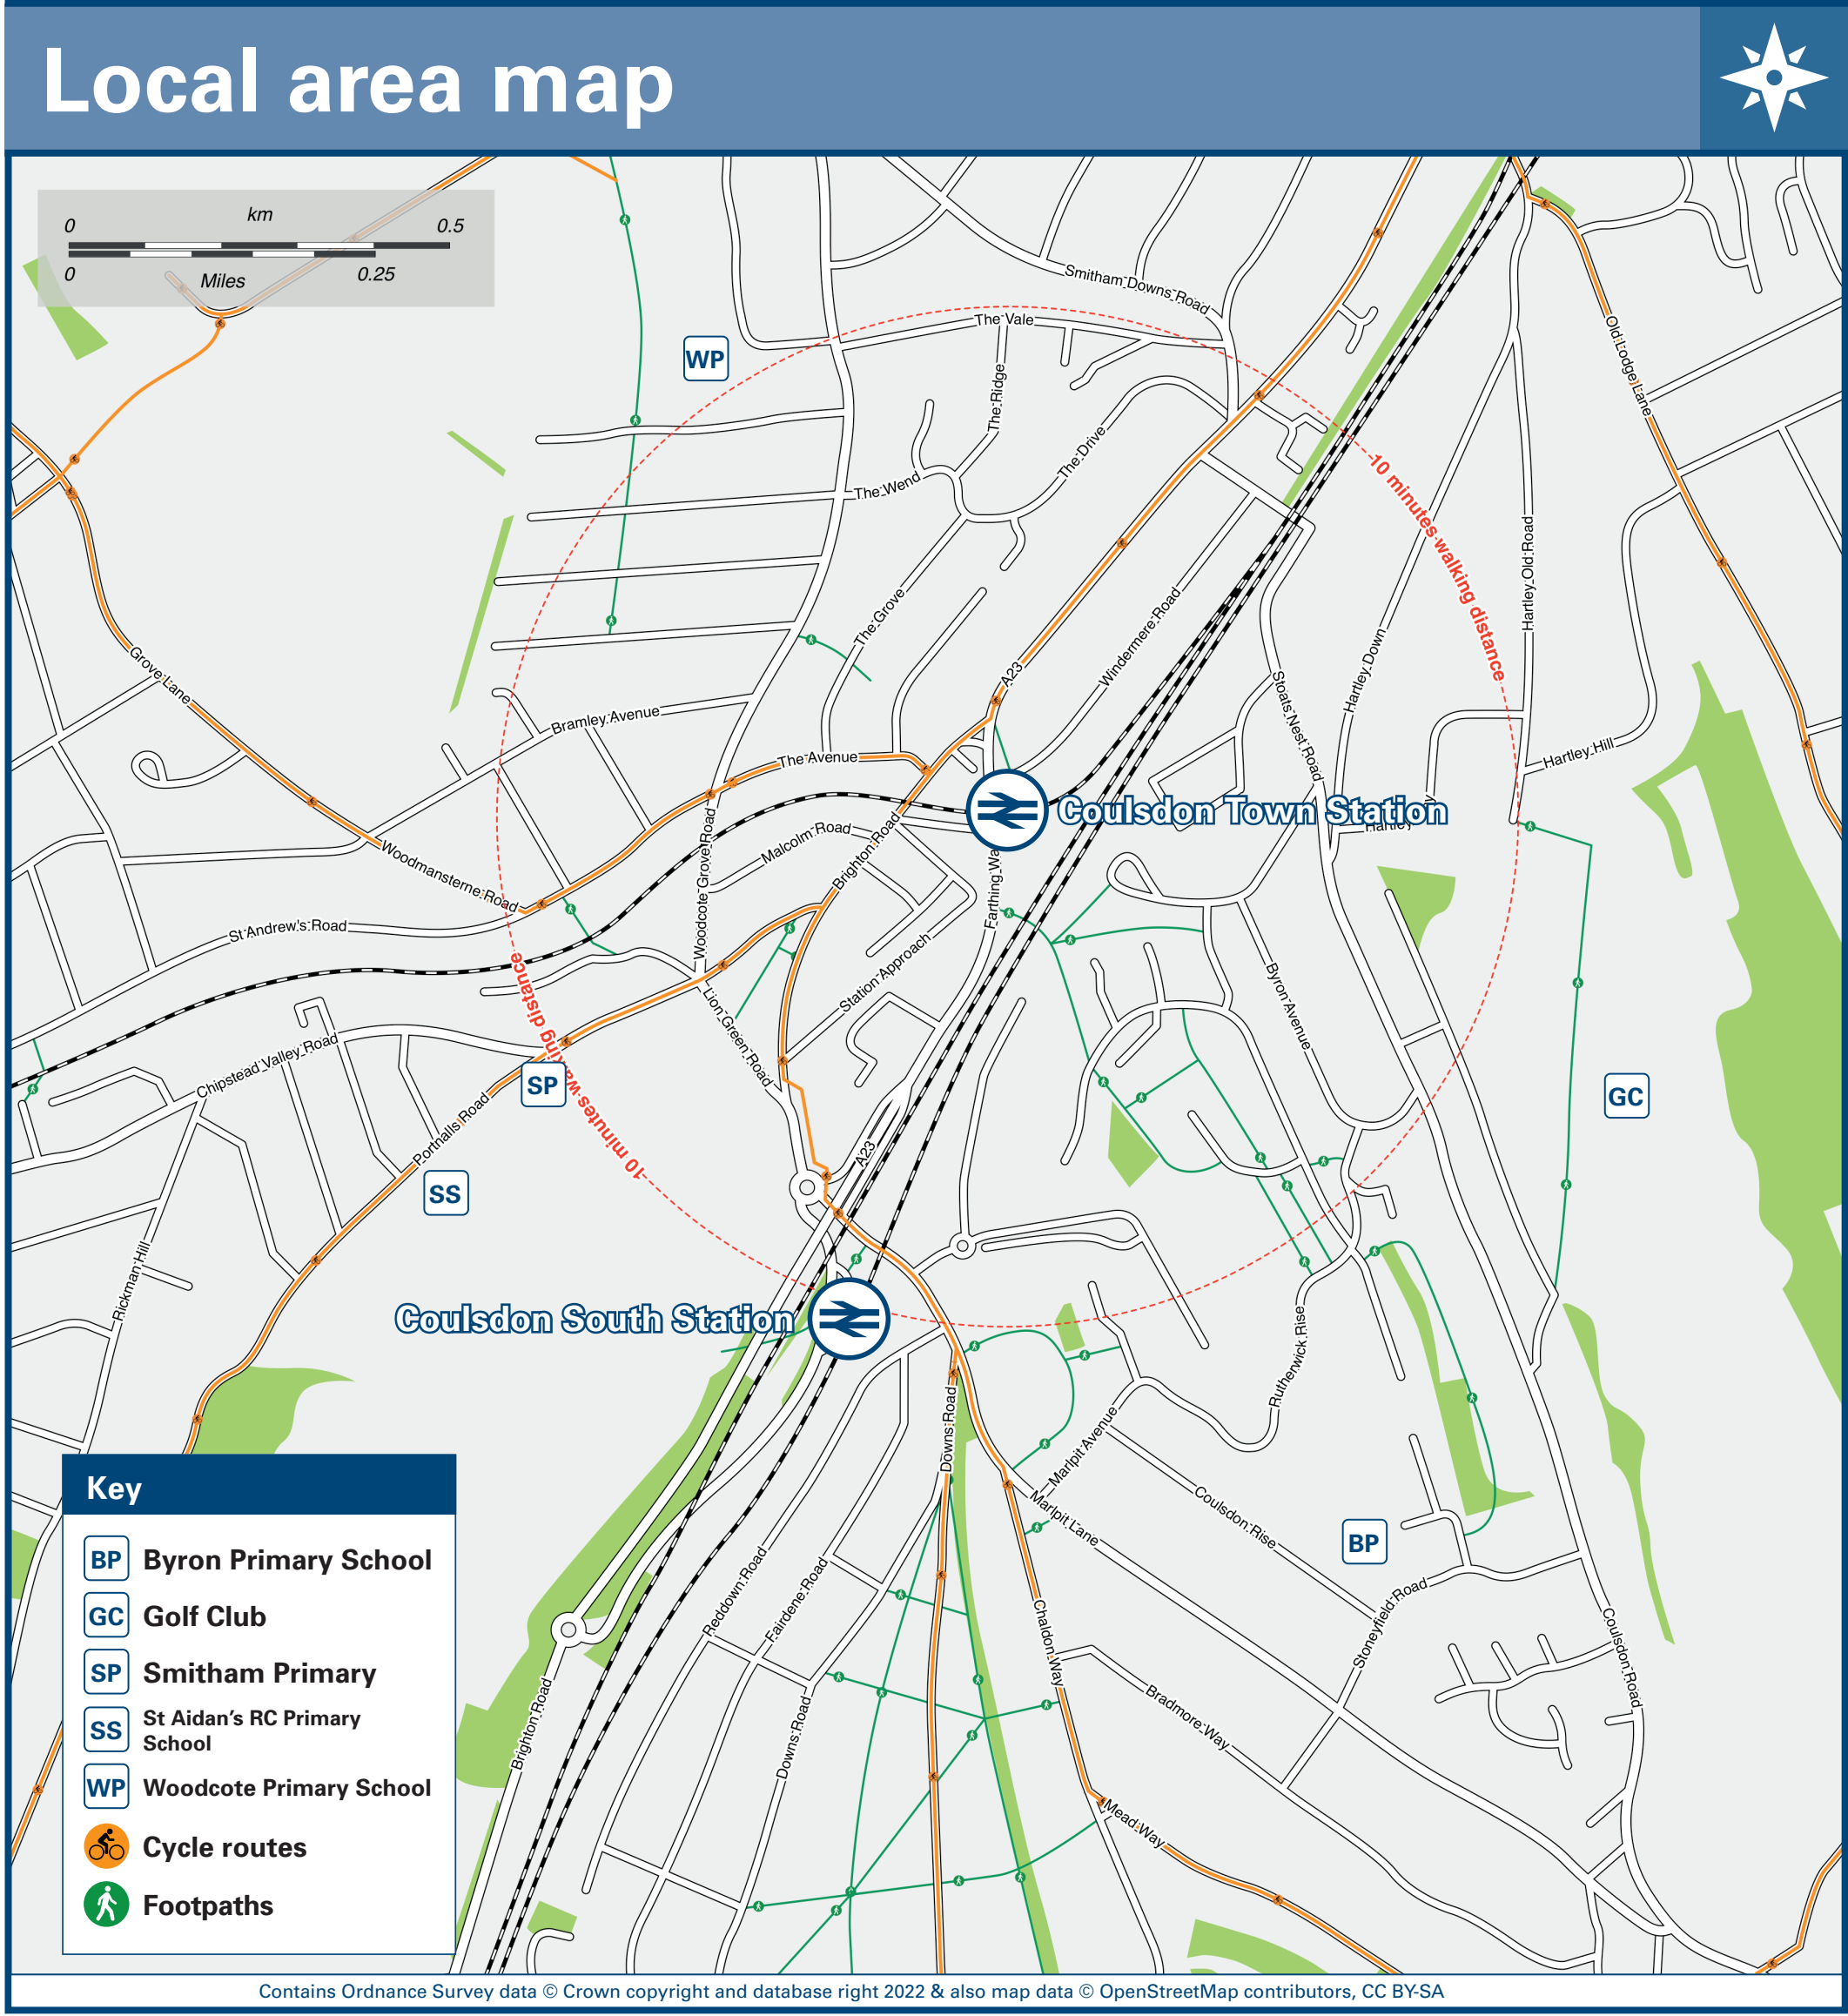 Local area map
km
0 0.5
0 0.25
Miles
Smitham Downs Road
The Vale
WP
The Ridge
The Drive
The Wend
Old Lodge Lane
10 minutes walking distance
Hartley Old Road
The Grove
A23
Windermere Road
Hartley Down
Stoats Nest Road
Grove Lane
Bramley Avenue
The Avenue
Hartley Hill
Coulsdon Town Station
Hartley
Malcolm Road
Brighton Road
Woodcote Grove Road
Woodmansterne Road
St Andrew's Road
Farthing Way
Station Approach
Byron Avenue
10 minutes walking distance
Lion Green Road
Chipstead Valley Road
SP
GC
Portnalls Road
A23
SS
Rickman Hill
Coulsdon South Station
Rutherwick Rise
Downs Road
Marlpit Avenue
Marlpit Lane
Coulsdon Rise
BP
Reddown Road
Fairdene Road
Stoneyfield Road
Chaldon Way
Coulsdon Road
Brighton Road
Downs Road
Bradmore Way
Mead Way
Key
BP Byron Primary School
GC Golf Club
SP Smitham Primary
SS St Aidan’s RC Primary
School
WP Woodcote Primary School
Cycle routes
Footpaths
Contains Ordnance Survey data © Crown copyright and database right 2022 & also map data © OpenStreetMap contributors, CC BY-SA